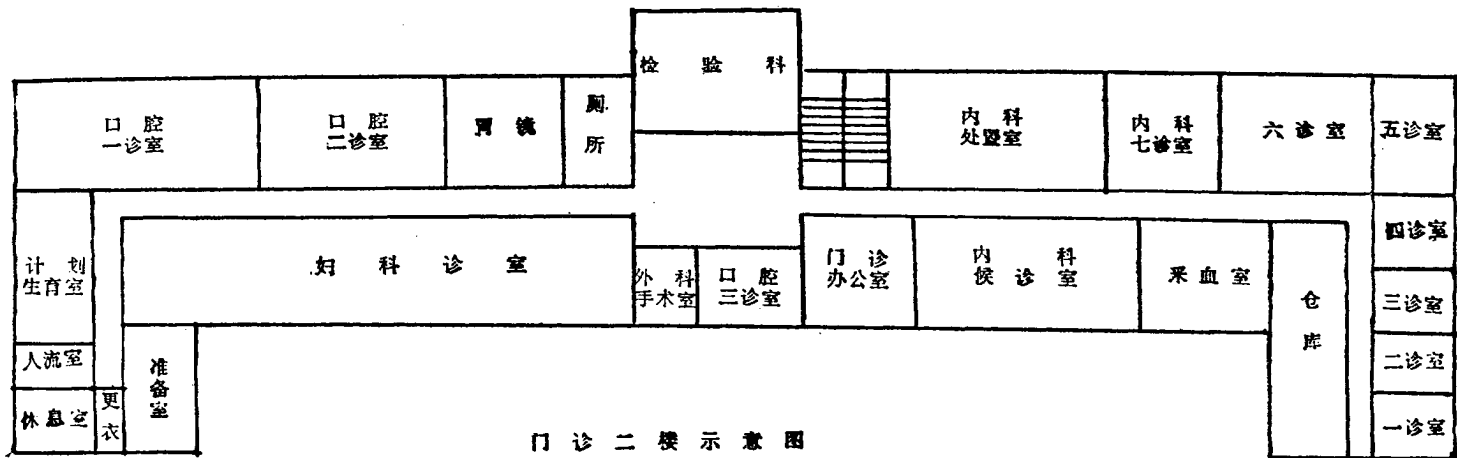 检验科
口腔
一诊室
口腔
二诊室
胃镜
厕
所
内科
处置室
内科
七诊室
六诊室
五诊室
四诊室
三诊室
二诊室
一诊室
计划
生育室
人流室
休息室
更
衣
准
备
室
妇科诊室
外科
手术室
口腔
三诊室
门诊
办公室
内科
候诊室
采血室
仓
库
门诊二楼示意图